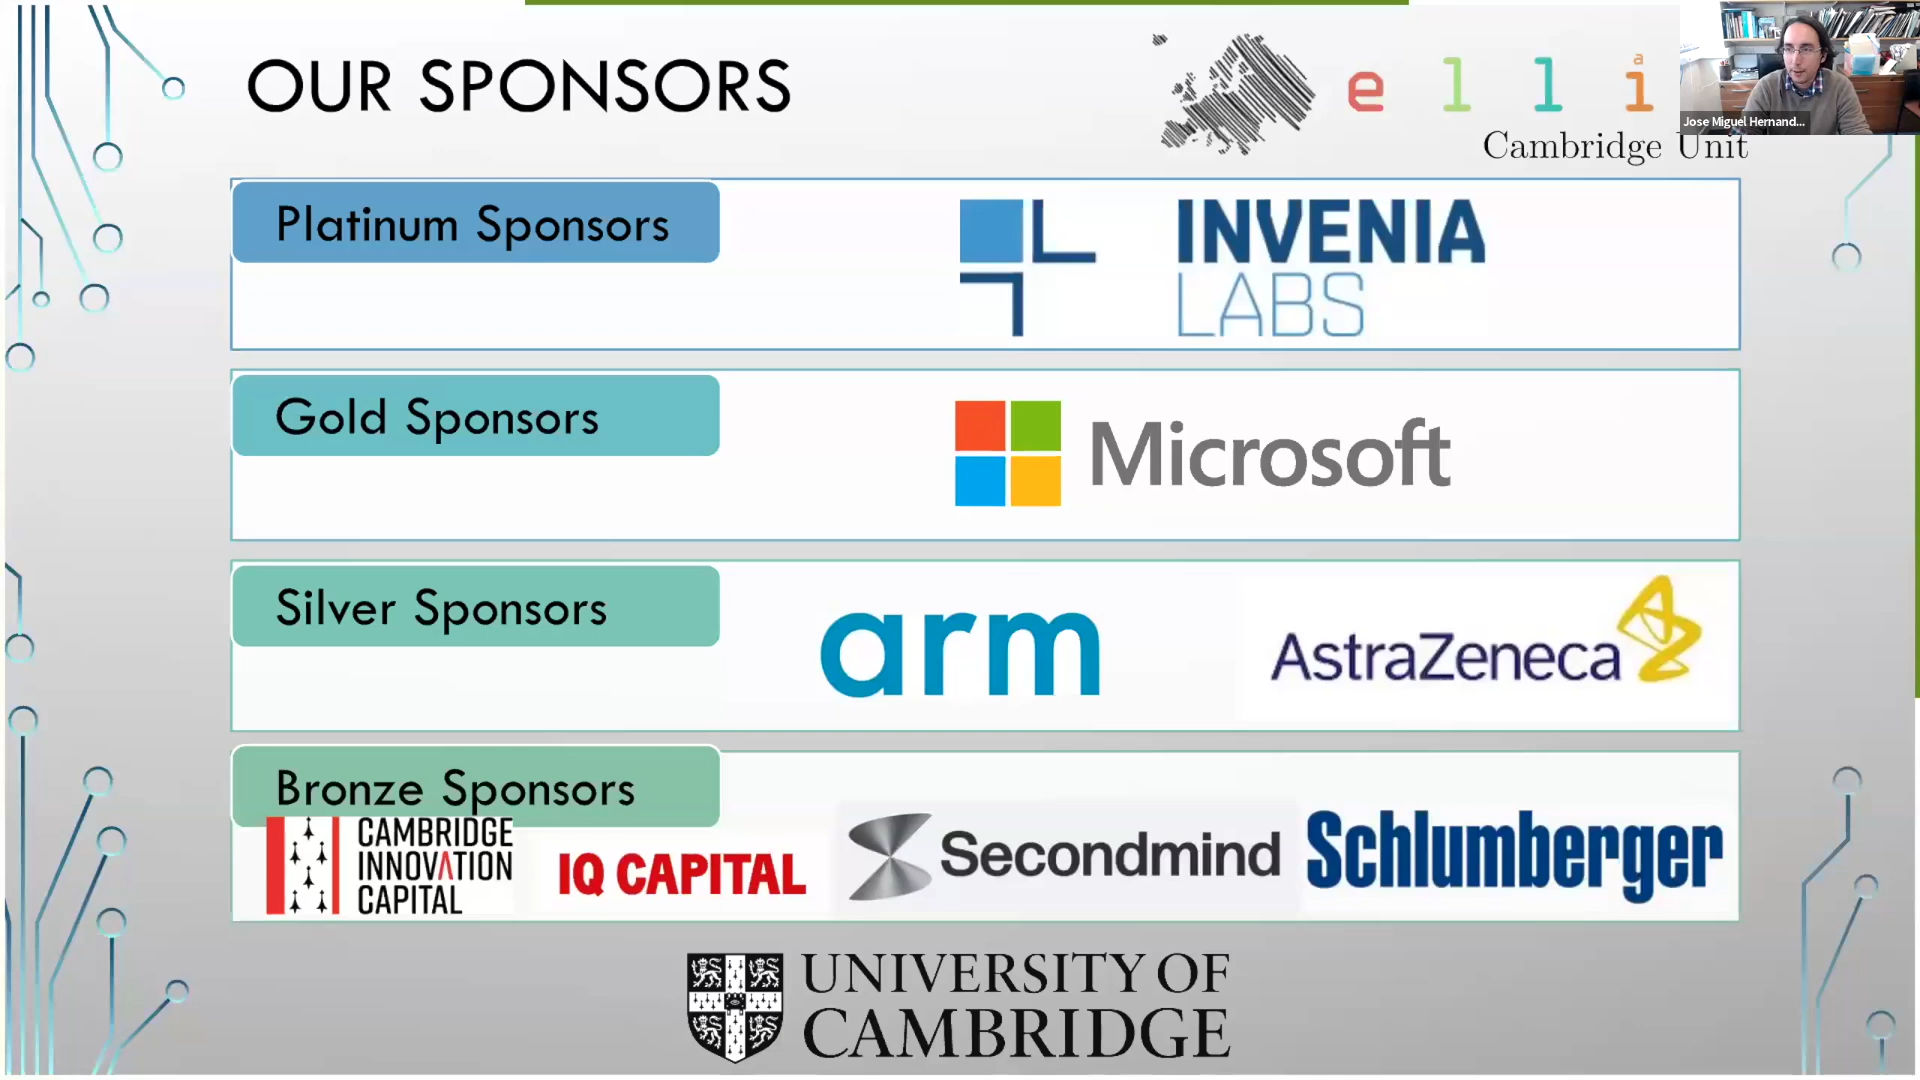 OUR SPONSORS
e l l i
a
Cambridge Unit
Jose Miguel Hernand...
Platinum Sponsors
INVENIA
LABS
Gold Sponsors
Microsoft
Silver Sponsors
arm
AstraZeneca
Bronze Sponsors
CAMBRIDGE
INNOVATION
CAPITAL
IQ CAPITAL
Secondmind
Schlumberger
UNIVERSITY OF
CAMBRIDGE